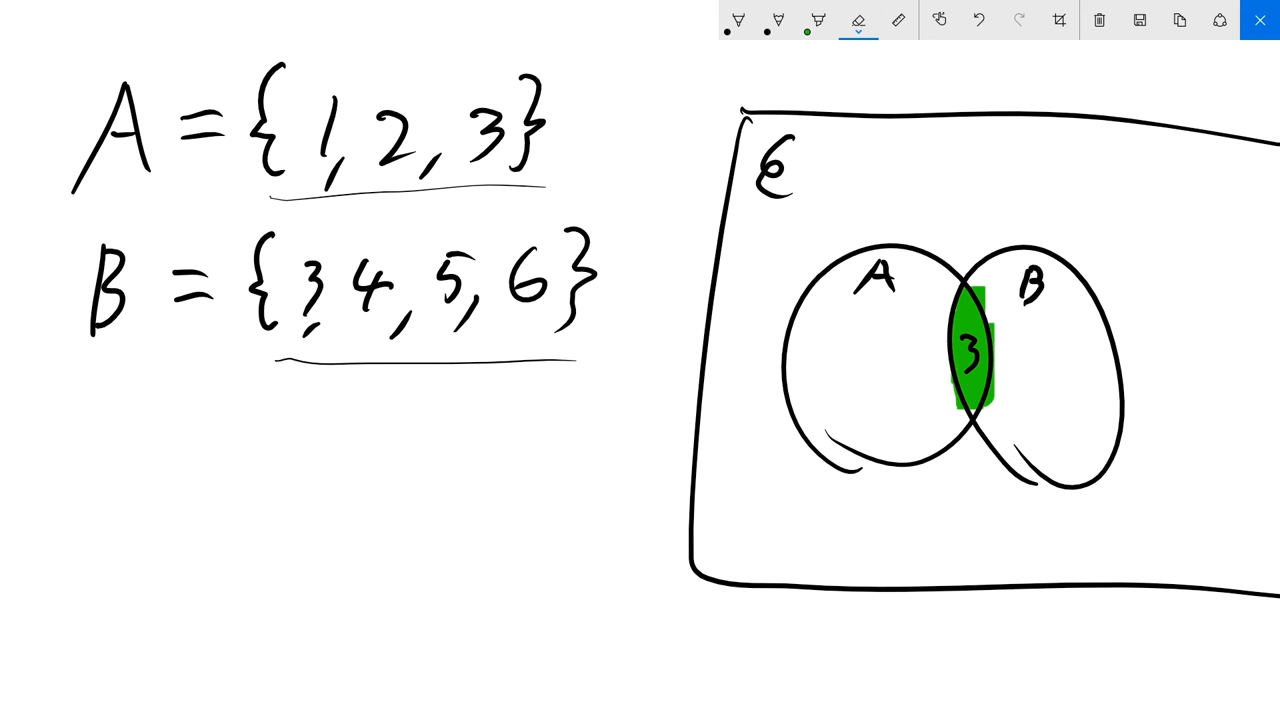 A = {1, 2, 3}
B = {3, 4, 5, 6}
ℰ
A
B
3